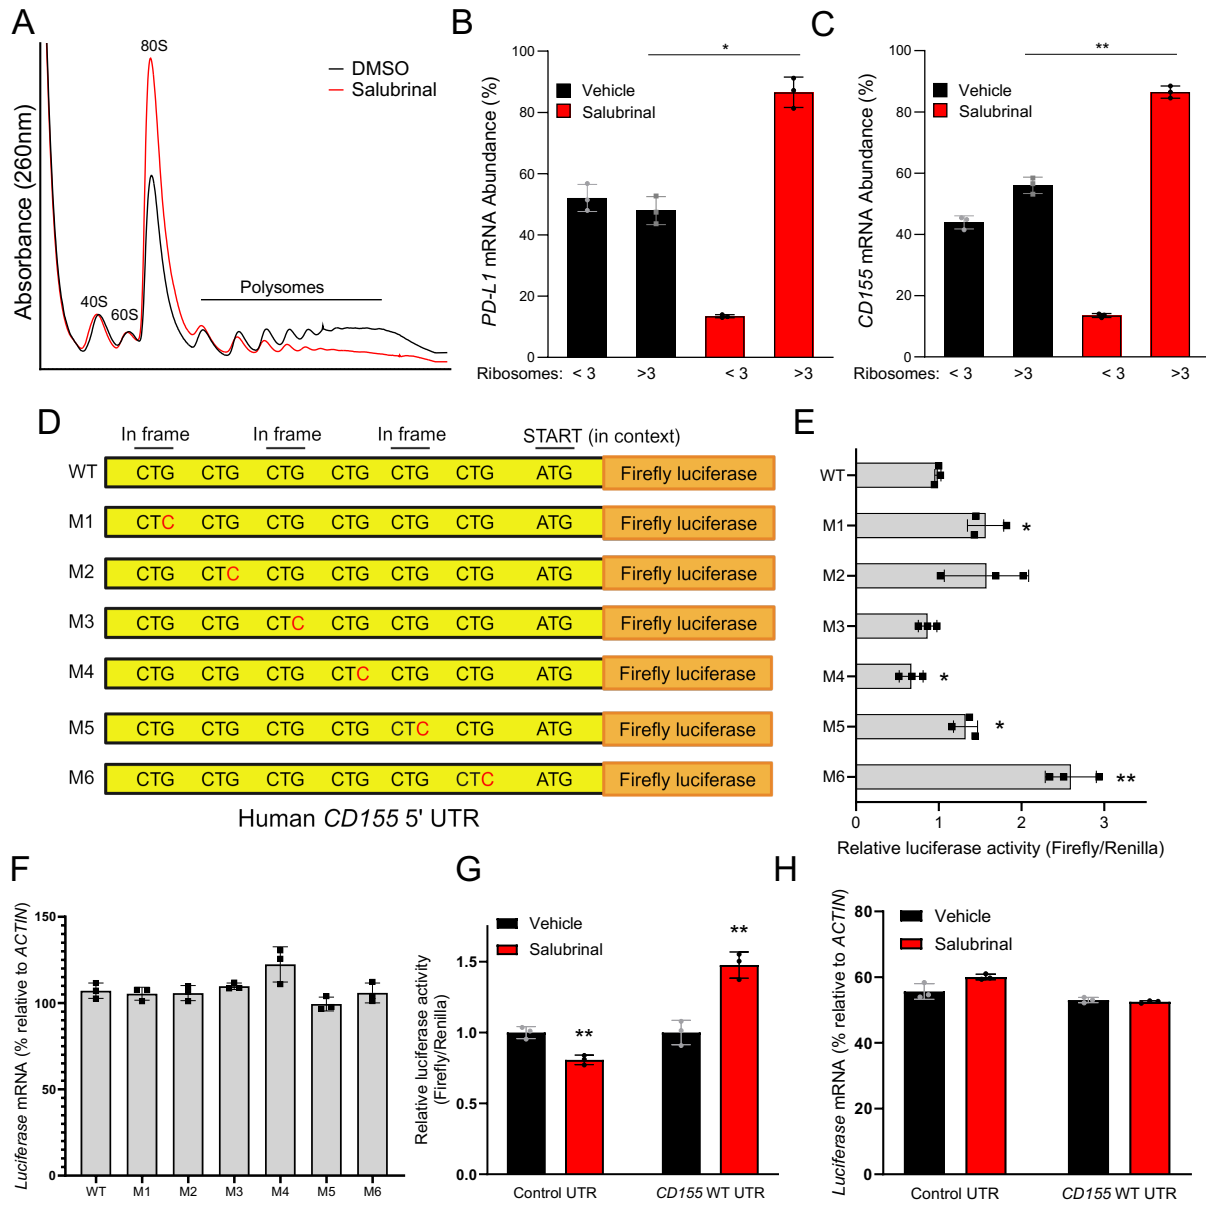 A
80S
DMSO
Salubrinal
40S
60S
Polysomes
Absorbance (260nm)
B
*
100
80
60
40
20
0
Vehicle
Salubrinal
PD-L1 mRNA Abundance (%)
Ribosomes: < 3 >3 < 3 >3
C
**
100
80
60
40
20
0
Vehicle
Salubrinal
CD155 mRNA Abundance (%)
Ribosomes: < 3 >3 < 3 >3
D
In frame In frame In frame START (in context)
WT CTG CTG CTG CTG CTG CTG ATG Firefly luciferase
M1 CTC CTG CTG CTG CTG CTG ATG Firefly luciferase
M2 CTG CTC CTG CTG CTG CTG ATG Firefly luciferase
M3 CTG CTG CTC CTG CTG CTG ATG Firefly luciferase
M4 CTG CTG CTG CTC CTG CTG ATG Firefly luciferase
M5 CTG CTG CTG CTG CTC CTG ATG Firefly luciferase
M6 CTG CTG CTG CTG CTG CTC ATG Firefly luciferase
Human CD155 5' UTR
E
WT
M1 *
M2
M3
M4 *
M5 *
M6 **
0 1 2 3
Relative luciferase activity (Firefly/Renilla)
F
150
100
50
0
Luciferase mRNA (% relative to ACTIN)
WT M1 M2 M3 M4 M5 M6
G
Vehicle
Salubrinal
** **
1.5
1.0
0.5
0.0
Relative luciferase activity
(Firefly/Renilla)
Control UTR CD155 WT UTR
H
80
60
40
20
0
Vehicle
Salubrinal
Luciferase mRNA (% relative to ACTIN)
Control UTR CD155 WT UTR